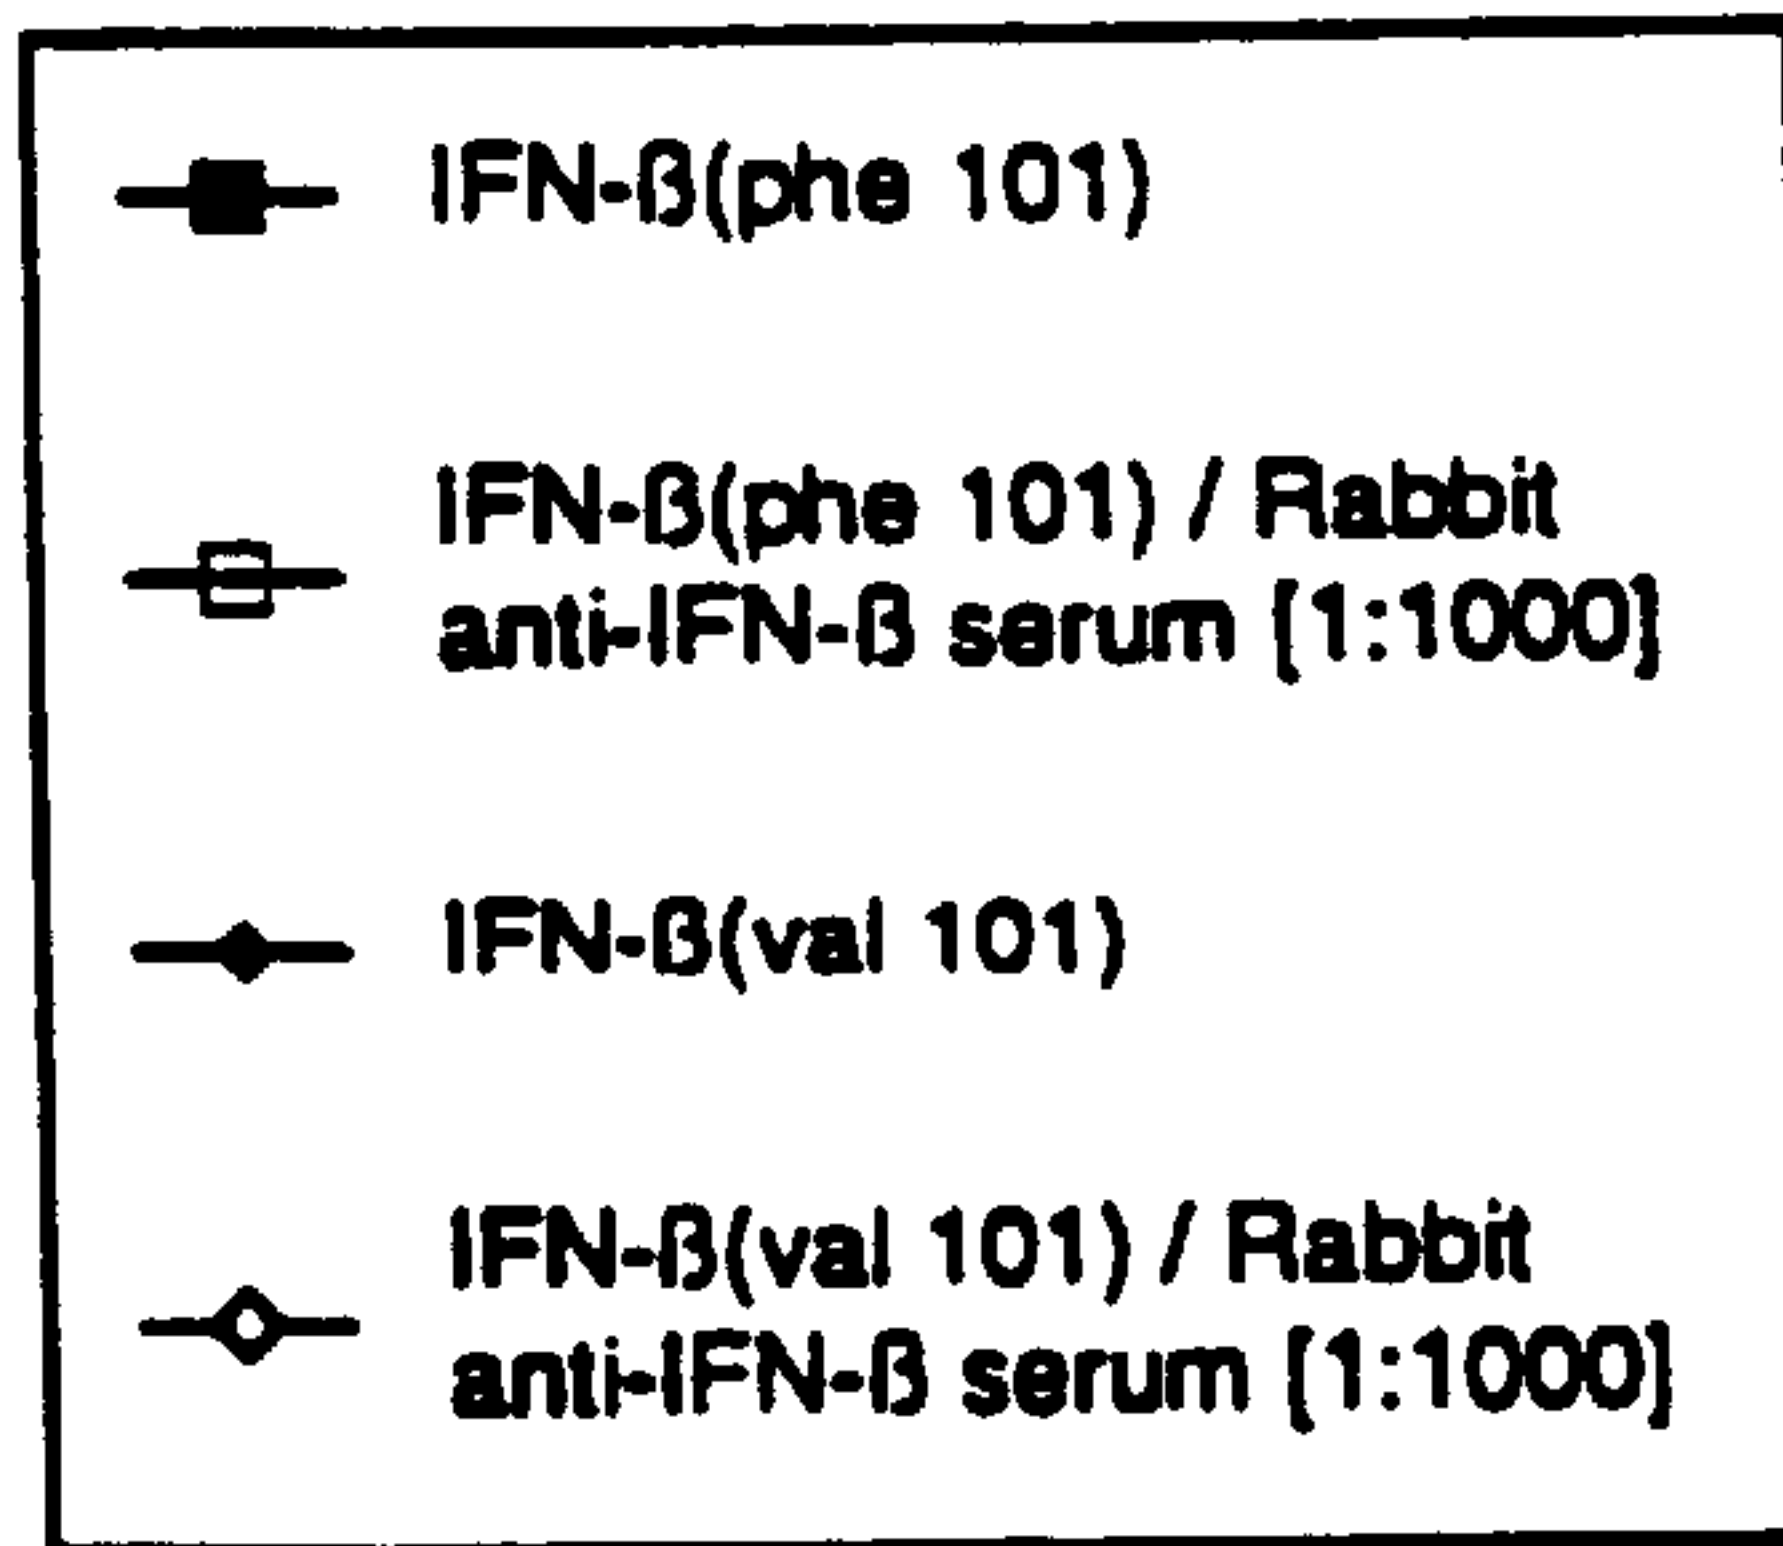 IFN-ß(phe 101)
IFN-ß(phe 101) / Rabbit
anti-IFN-ß serum [1:1000]
IFN-ß(val 101)
IFN-ß(val 101) / Rabbit
anti-IFN-ß serum [1:1000]